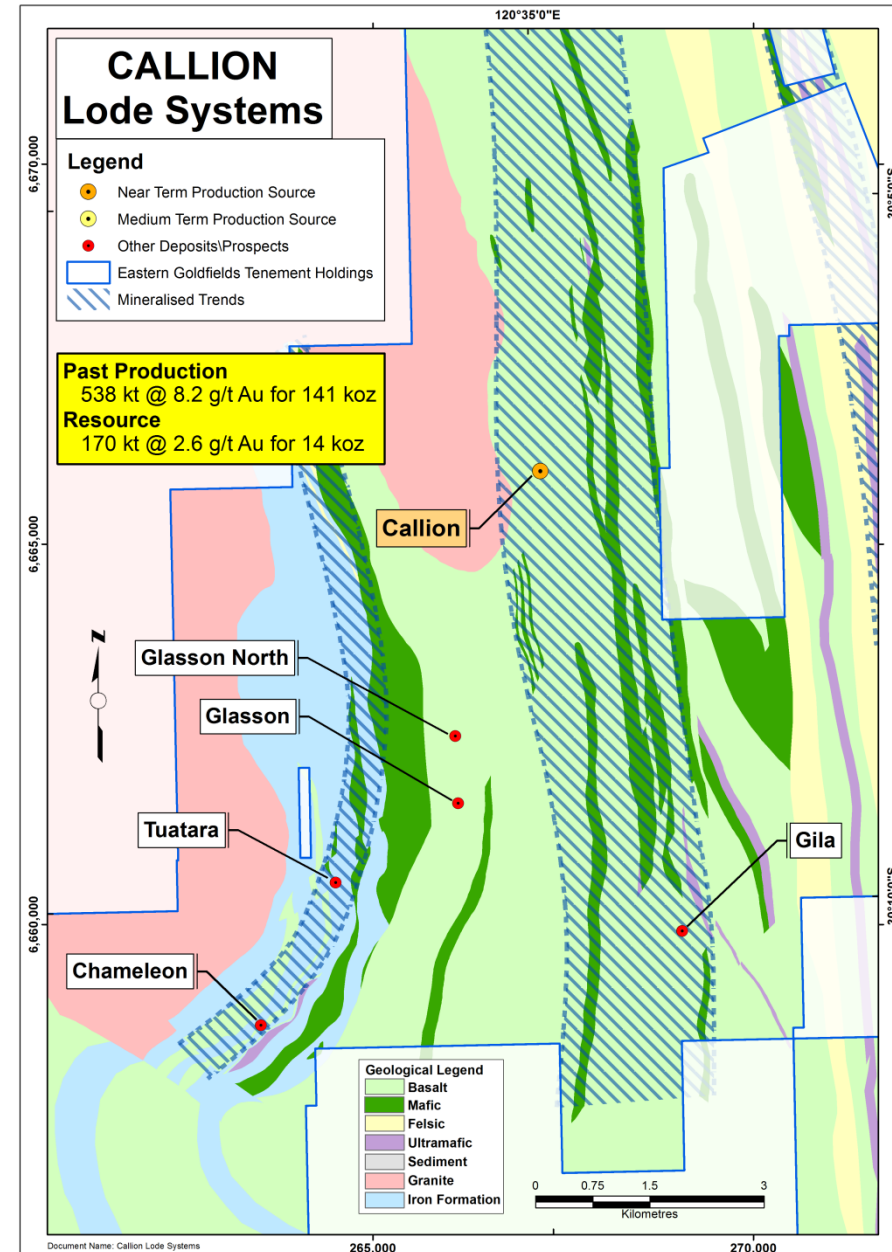 120°35'0"E
CALLION
Lode Systems
Legend
Near Term Production Source
Medium Term Production Source
Other Deposits\Prospects
Eastern Goldfields Tenement Holdings
Mineralised Trends
Past Production
538 kt @ 8.2 g/t Au for 141 koz
Resource
170 kt @ 2.6 g/t Au for 14 koz
6,670,000
6,665,000
6,660,000
Callion
Z
Glasson North
Glasson
Tuatara
Gila
Chameleon
Geological Legend
Basalt
Mafic
Felsic
Ultramafic
Sediment
Granite
Iron Formation
0 0.75 1.5 3
Kilometres
Document Name: Callion Lode Systems
265,000
270,000